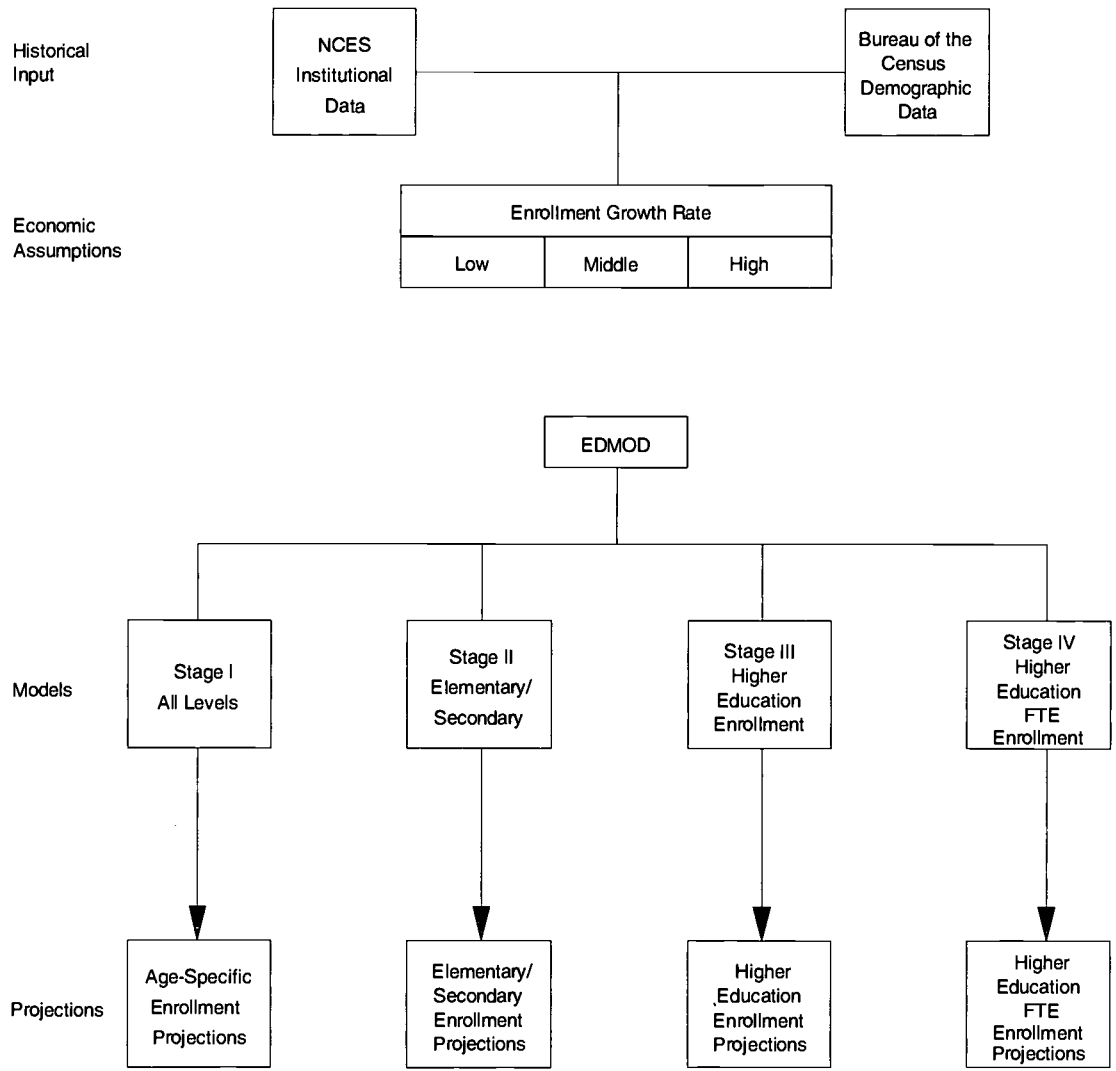 Historical
Input
NCES
Institutional
Data
Bureau of the
Census
Demographic
Data
Economic
Assumptions
Enrollment Growth Rate
Low
Middle
High
EDMOD
Models
Stage I
All Levels
Stage II
Elementary/
Secondary
Stage III
Higher
Education
Enrollment
Stage IV
Higher
Education
FTE
Enrollment
Projections
Age-Specific
Enrollment
Projections
Elementary/
Secondary
Enrollment
Projections
Higher
Education
Enrollment
Projections
Higher
Education
FTE
Enrollment
Projections